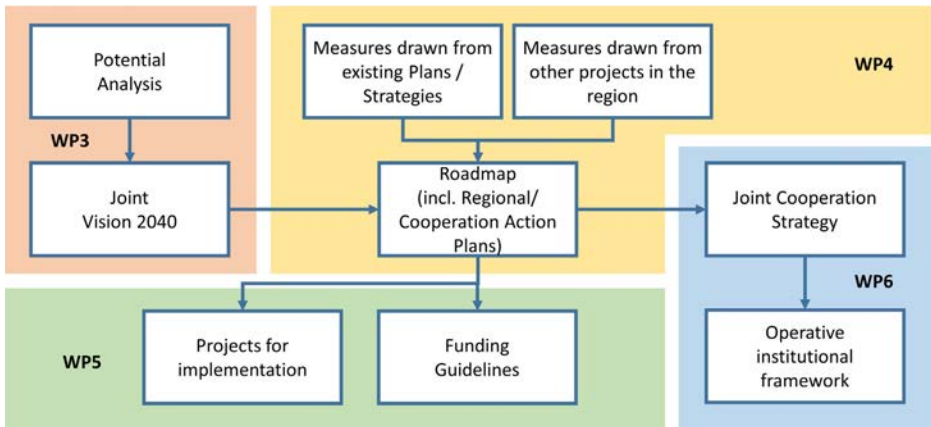 Potential
Analysis
WP3
Joint
Vision 2040
Measures drawn from
existing Plans /
Strategies
Measures drawn from
other projects in the
region
WP4
Roadmap
(incl. Regional/
Cooperation Action
Plans)
Joint Cooperation
Strategy
WP6
Operative
institutional
framework
WP5
Projects for
implementation
Funding
Guidelines